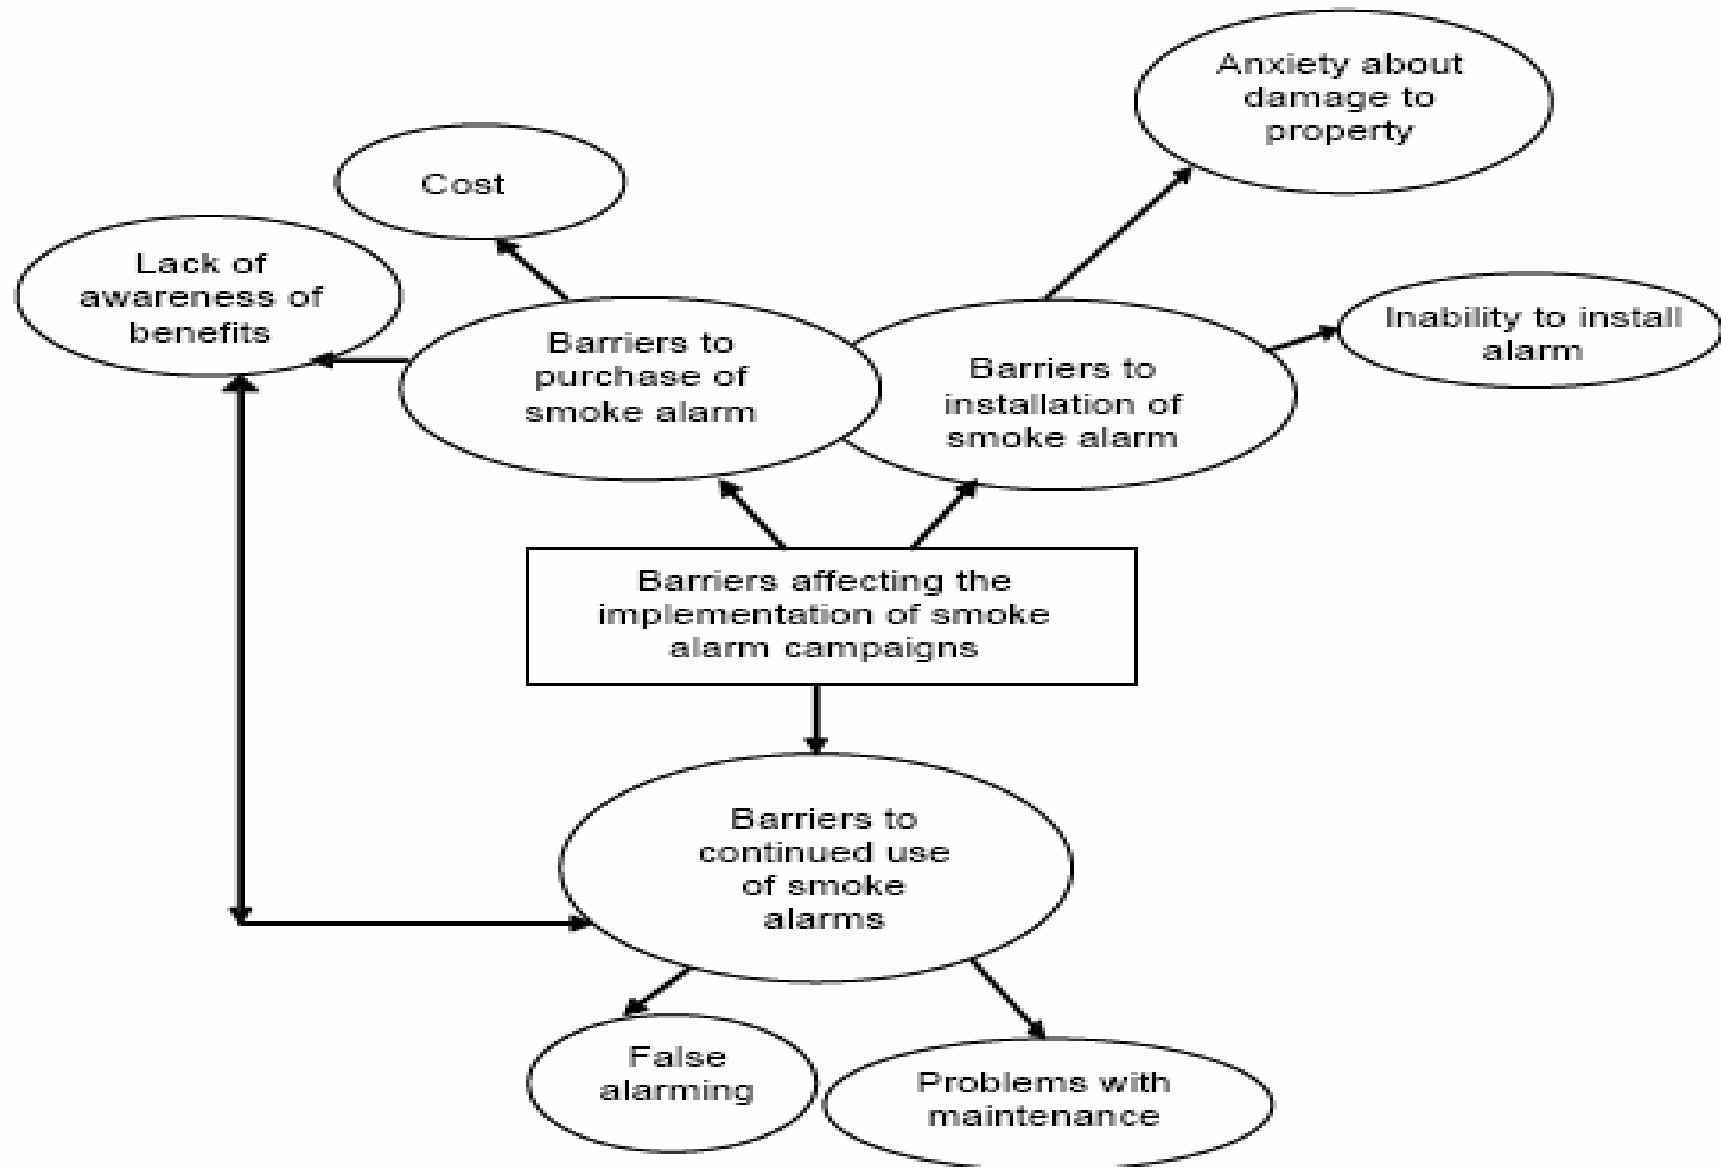 Anxiety about
damage to
property
Cost
Lack of
awareness of
benefits
Inability to install
alarm
Barriers to
purchase of
smoke alarm
Barriers to
installation of
smoke alarm
Barriers affecting the
implementation of smoke
alarm campaigns
Barriers to
continued use
of smoke
alarms
False
alarming
Problems with
maintenance